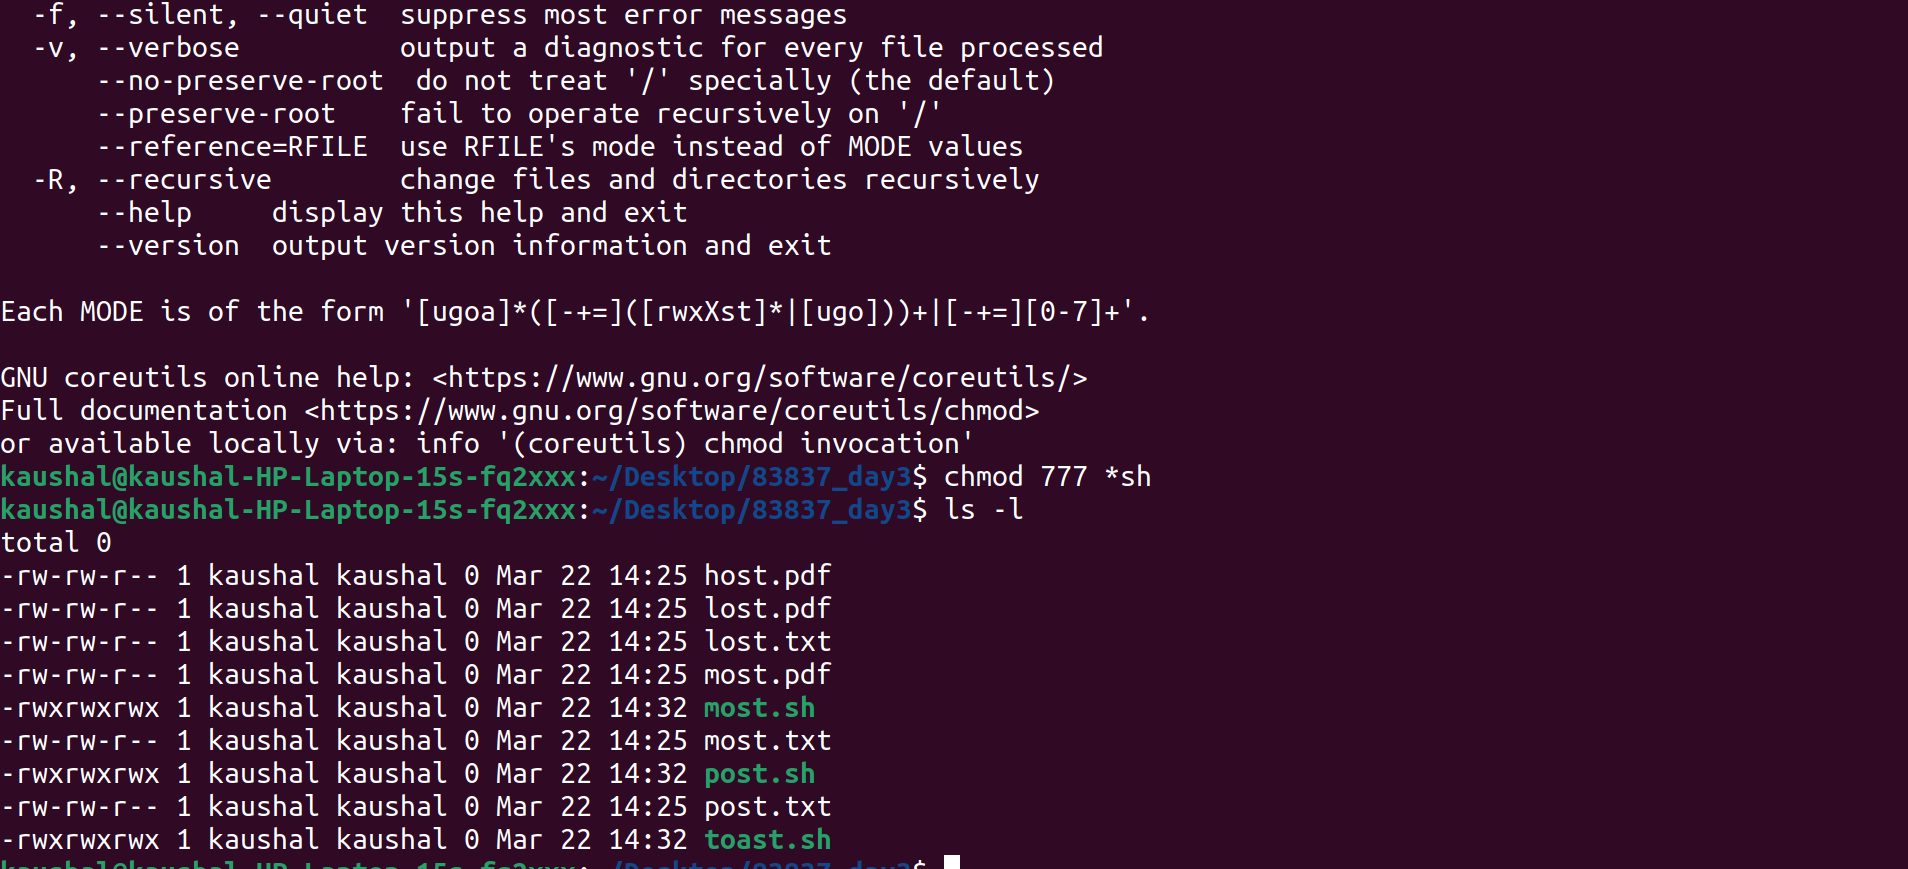 -f, --silent, --quiet  suppress most error messages
  -v, --verbose          output a diagnostic for every file processed
      --no-preserve-root  do not treat '/' specially (the default)
      --preserve-root    fail to operate recursively on '/'
      --reference=RFILE  use RFILE's mode instead of MODE values
  -R, --recursive        change files and directories recursively
      --help     display this help and exit
      --version  output version information and exit

Each MODE is of the form '[ugoa]*([-+=]([rwxXst]*|[ugo]))+|[-+=][0-7]+'.

GNU coreutils online help: <https://www.gnu.org/software/coreutils/>
Full documentation <https://www.gnu.org/software/coreutils/chmod>
or available locally via: info '(coreutils) chmod invocation'
kaushal@kaushal-HP-Laptop-15s-fq2xxx:~/Desktop/83837_day3$ chmod 777 *sh
kaushal@kaushal-HP-Laptop-15s-fq2xxx:~/Desktop/83837_day3$ ls -l
total 0
-rw-rw-r-- 1 kaushal kaushal 0 Mar 22 14:25 host.pdf
-rw-rw-r-- 1 kaushal kaushal 0 Mar 22 14:25 lost.pdf
-rw-rw-r-- 1 kaushal kaushal 0 Mar 22 14:25 lost.txt
-rw-rw-r-- 1 kaushal kaushal 0 Mar 22 14:25 most.pdf
-rwxrwxrwx 1 kaushal kaushal 0 Mar 22 14:32 most.sh
-rw-rw-r-- 1 kaushal kaushal 0 Mar 22 14:25 most.txt
-rwxrwxrwx 1 kaushal kaushal 0 Mar 22 14:32 post.sh
-rw-rw-r-- 1 kaushal kaushal 0 Mar 22 14:25 post.txt
-rwxrwxrwx 1 kaushal kaushal 0 Mar 22 14:32 toast.sh
kaushal@kaushal-HP-Laptop-15s-fq2xxx:~/Desktop/83837_day3$